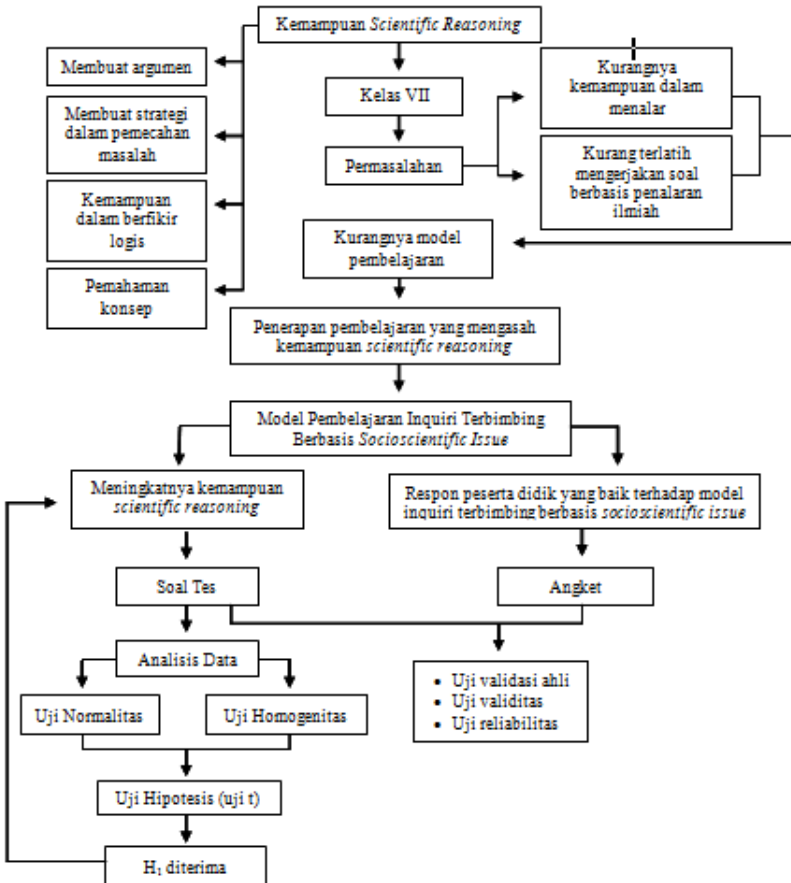 Kemampuan Scientific Reasoning
Membuat argumen
Membuat strategi
dalam pemecahan
masalah
Kemampuan
dalam berfikir
logis
Pemahaman
konsep
Kelas VII
Permasalahan
Kurangnya
kemampuan dalam
menalar
Kurang terlatih
mengerjakan soal
berbasis penalaran
ilmiah
Kurangnya model
pembelajaran
Penerapan pembelajaran yang mengasah
kemampuan scientific reasoning
Model Pembelajaran Inquiri Terbimbing
Berbasis Socioscientific Issue
Meningkatnya kemampuan
scientific reasoning
Respon peserta didik yang baik terhadap model
inquiri terbimbing berbasis socioscientific issue
Soal Tes
Angket
Analisis Data
• Uji validasi ahli
• Uji validitas
• Uji reliabilitas
Uji Normalitas
Uji Homogenitas
Uji Hipotesis (uji t)
H₁ diterima